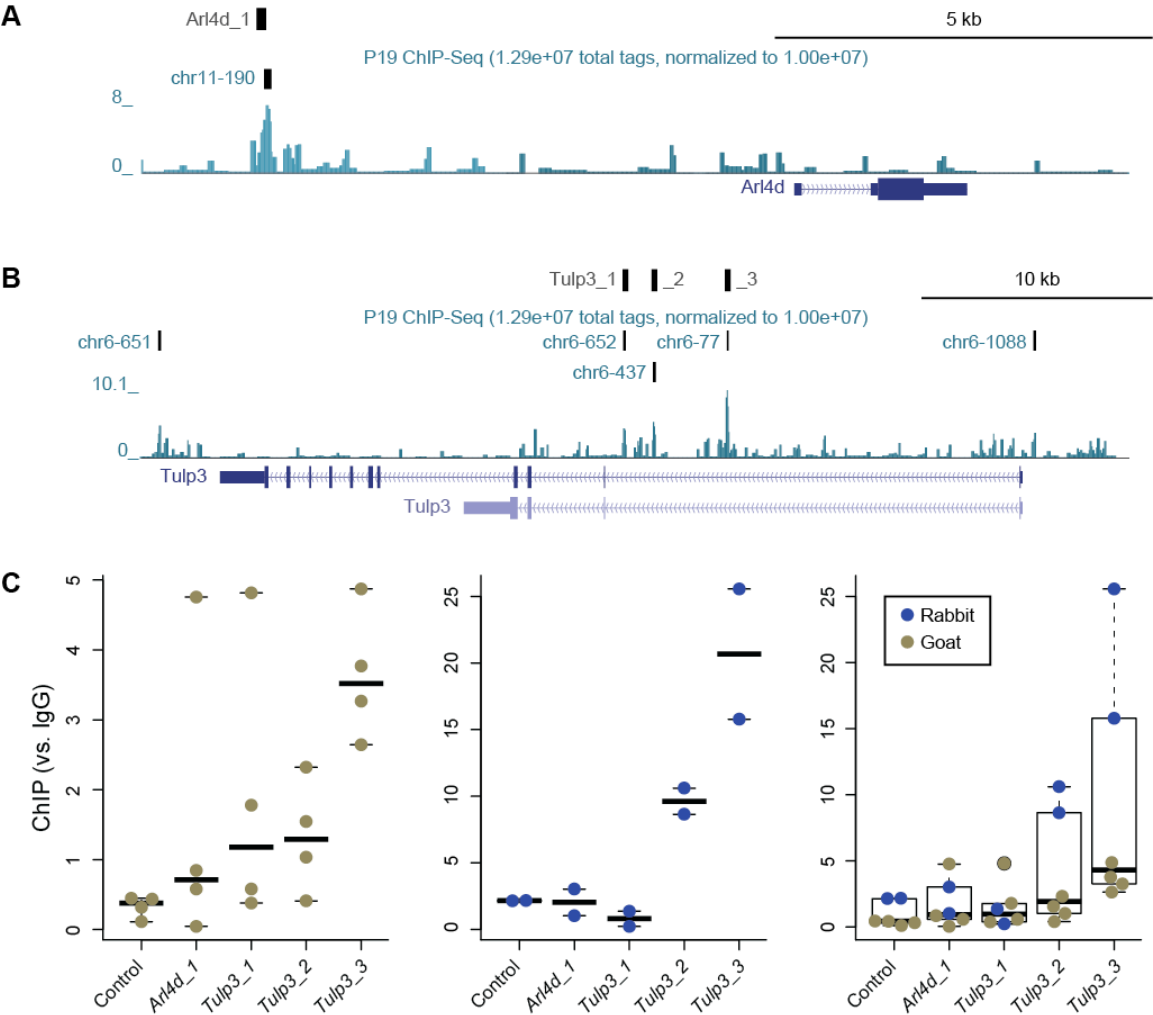 A
Arl4d_1
5 kb
P19 ChIP-Seq (1.29e+07 total tags, normalized to 1.00e+07)
chr11-190
8_
0_
Arl4d
B
Tulp3_1 _2 _3
10 kb
P19 ChIP-Seq (1.29e+07 total tags, normalized to 1.00e+07)
chr6-651 chr6-652 chr6-77 chr6-1088
chr6-437
10.1_
0_
Tulp3
Tulp3
C
ChIP (vs. IgG)
5
4
3
2
1
0
Control Arl4d_1 Tulp3_1 Tulp3_2 Tulp3_3
25
20
15
10
5
0
Control Arl4d_1 Tulp3_1 Tulp3_2 Tulp3_3
25
20
15
10
5
0
Rabbit
Goat
Control Arl4d_1 Tulp3_1 Tulp3_2 Tulp3_3